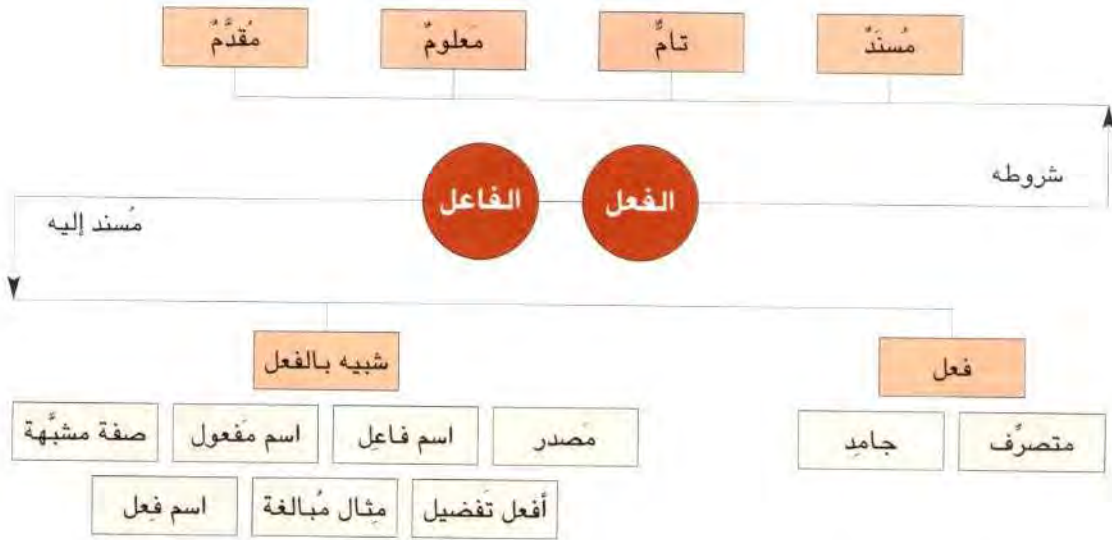 مُسنَدٌ تامٌّ مَعلومٌ مُقدَّمٌ
شروطه
الفعل الفاعل
مُسند إليه
فعل شبيه بالفعل
متصرِّف جامِد مَصدر اسم فاعِل اسم مَفعول صفة مشبَّهة
أفعل تَفضيل مِثال مُبالغة اسم فِعل